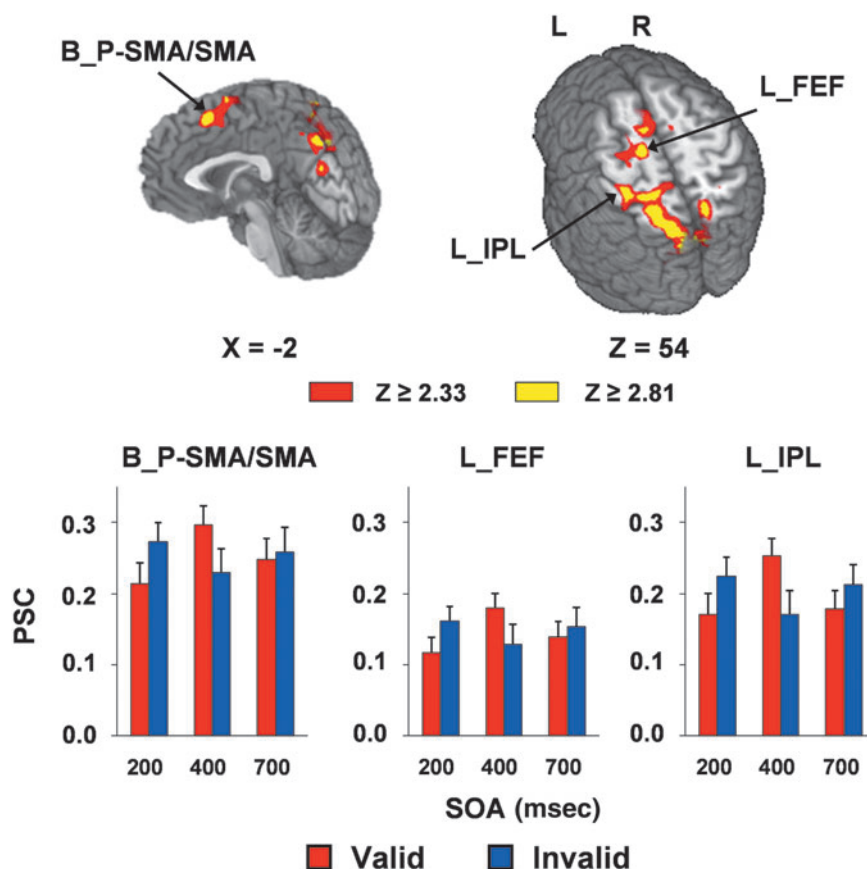 L R
B_P-SMA/SMA
L_FEF
L_IPL
X = -2 Z = 54
Z ≥ 2.33 Z ≥ 2.81
B_P-SMA/SMA L_FEF L_IPL
0.3 0.3 0.3
0.2 0.2 0.2
0.1 0.1 0.1
0.0 0.0 0.0
PSC
200 400 700 200 400 700 200 400 700
SOA (msec)
Valid Invalid